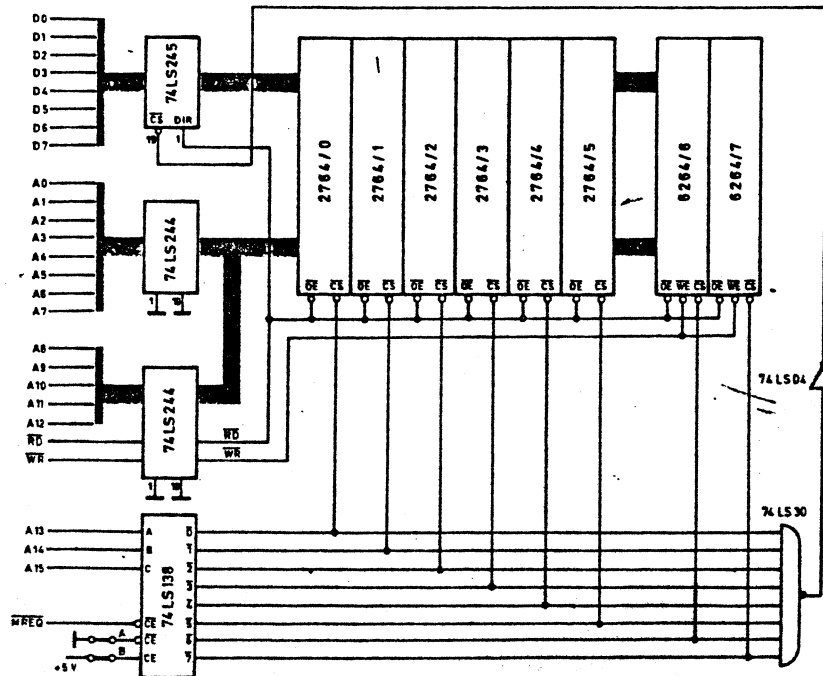 D0
D1
D2
D3
D4
D5
D6
D7
74LS245
CS DIR
19 1
A0
A1
A2
A3
A4
A5
A6
A7
74LS244
1 19
A8
A9
A10
A11
A12
RD
WR
74LS244
RD
WR
1 19
2764/0
2764/1
2764/2
2764/3
2764/4
2764/5
6264/6
6264/7
OE CS OE CS OE CS OE CS OE CS OE CS OE WE CS OE WE CS
74LS04
74LS30
A13
A14
A15
MREQ
+5V
A
B
74LS138
A
B
C
CE
CE
CE
0
1
2
3
4
5
6
7